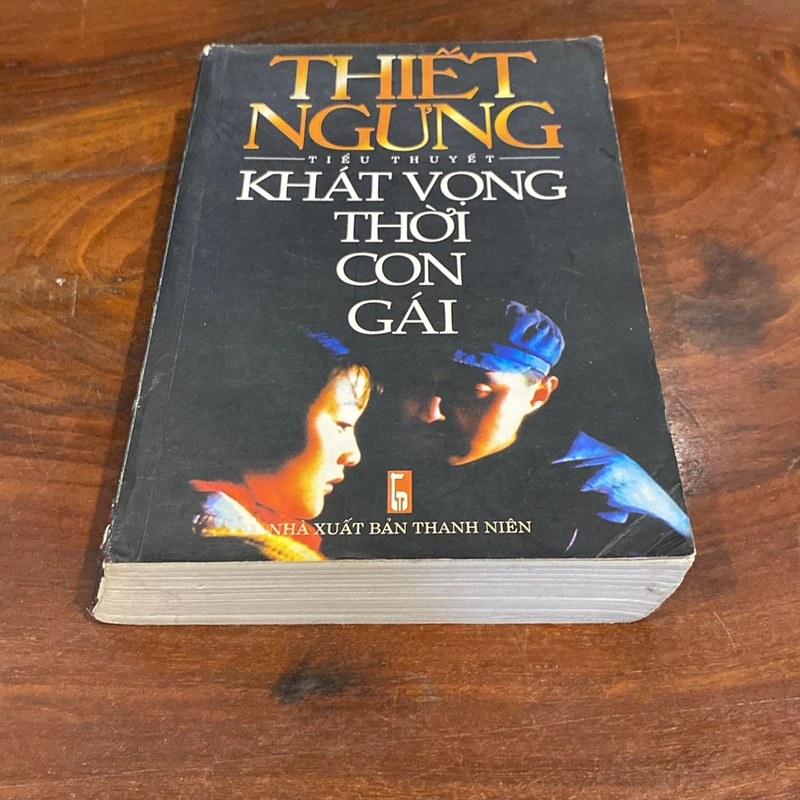 THIẾT
NGƯNG
TIỂU THUYẾT
KHÁT VỌNG
THỜI
CON
GÁI
NHÀ XUẤT BẢN THANH NIÊN